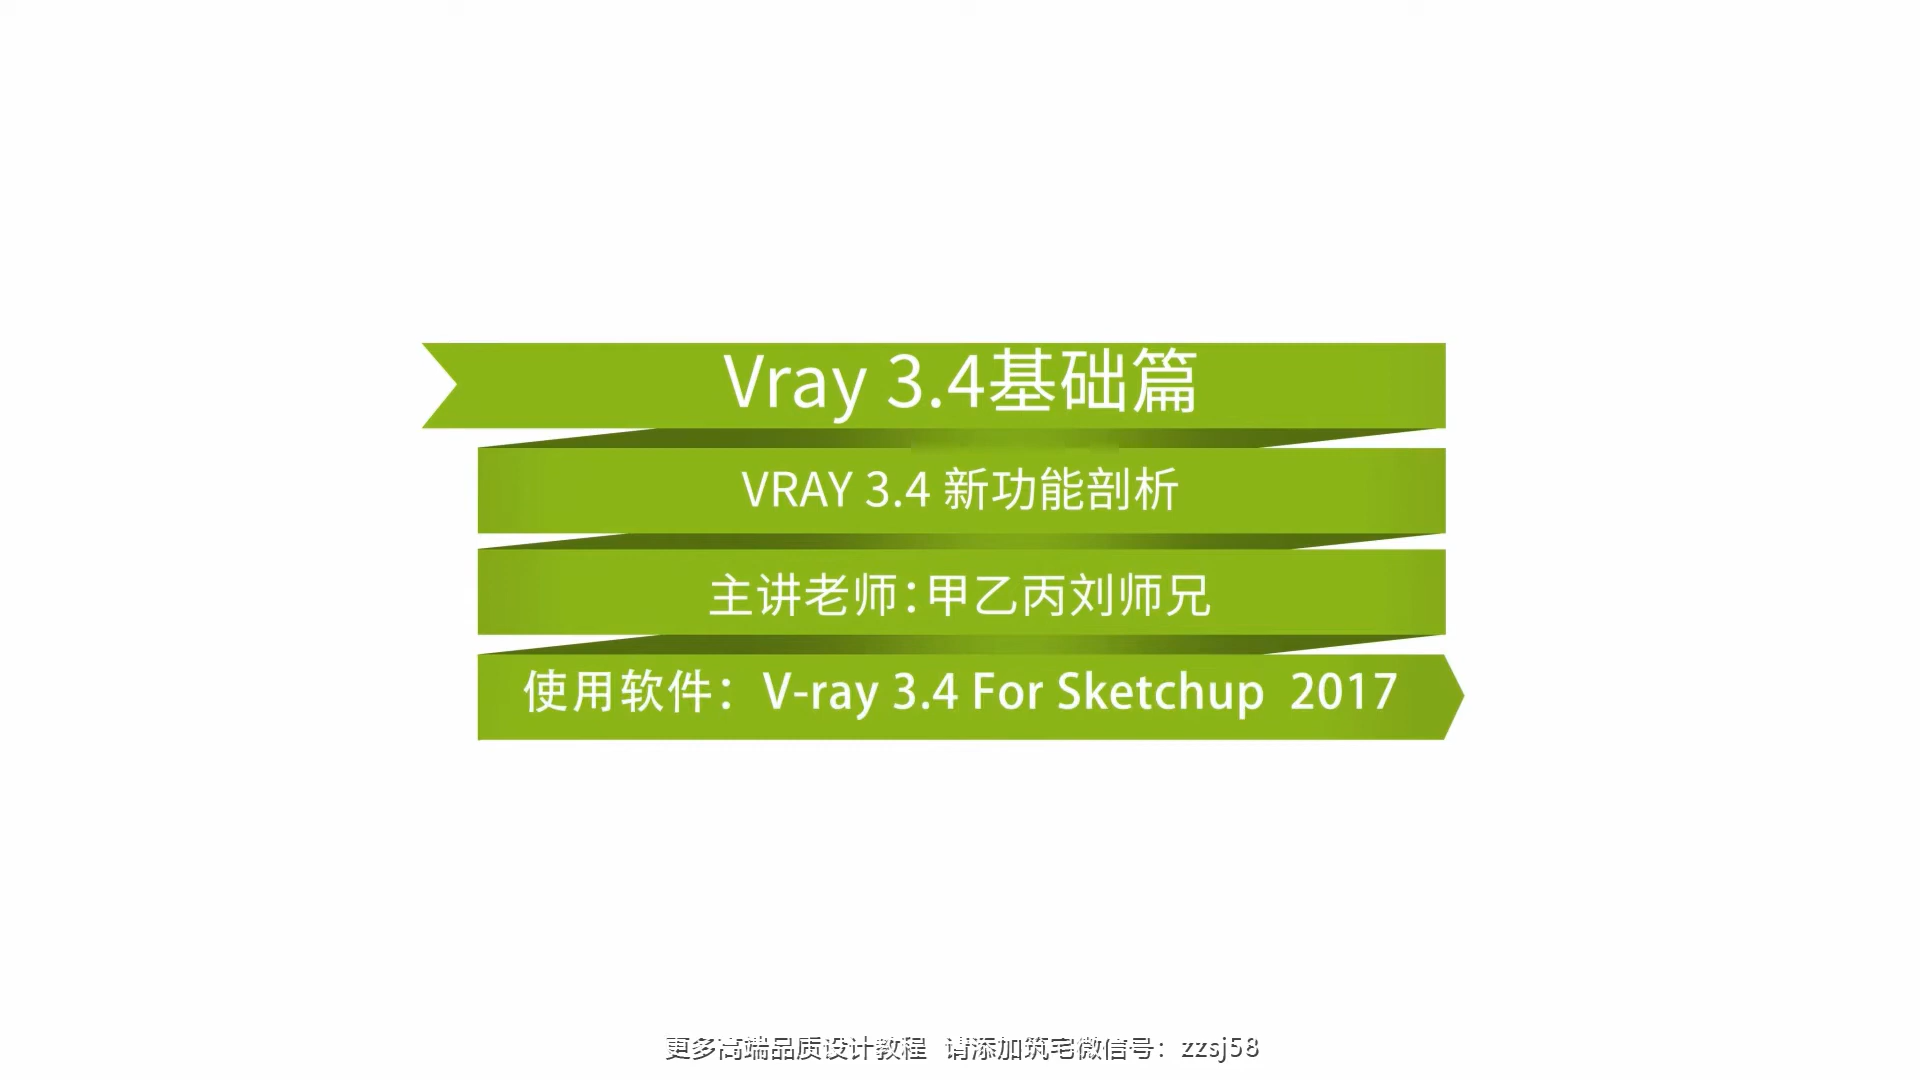 Vray 3.4基础篇
VRAY 3.4 新功能剖析
主讲老师：甲乙丙刘师兄
使用软件：V-ray 3.4 For Sketchup 2017
更多高端品质设计教程 请添加筑宅微信号：zzsj58